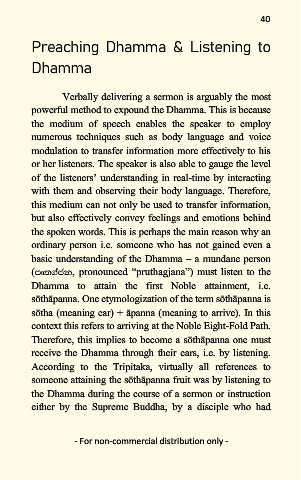 40
Preaching Dhamma & Listening to
Dhamma
Verbally delivering a sermon is arguably the most
powerful method to expound the Dhamma. This is because
the medium of speech enables the speaker to employ
numerous techniques such as body language and voice
modulation to transfer information more effectively to his
or her listeners. The speaker is also able to gauge the level
of the listeners’ understanding in real-time by interacting
with them and observing their body language. Therefore,
this medium can not only be used to transfer information,
but also effectively convey feelings and emotions behind
the spoken words. This is perhaps the main reason why an
ordinary person i.e. someone who has not gained even a
basic understanding of the Dhamma – a mundane person
pronounced “pruthagjana”) must listen to the
Dhamma to attain the first Noble attainment, i.e.
sōthāpanna. One etymologization of the term sōthāpanna is
sōtha (meaning ear) + āpanna (meaning to arrive). In this
context this refers to arriving at the Noble Eight-Fold Path.
Therefore, this implies to become a sōthāpanna one must
receive the Dhamma through their ears, i.e. by listening.
According to the Tripitaka, virtually all references to
someone attaining the sōthāpanna fruit was by listening to
the Dhamma during the course of a sermon or instruction
either by the Supreme Buddha, by a disciple who had
- For non-commercial distribution only -